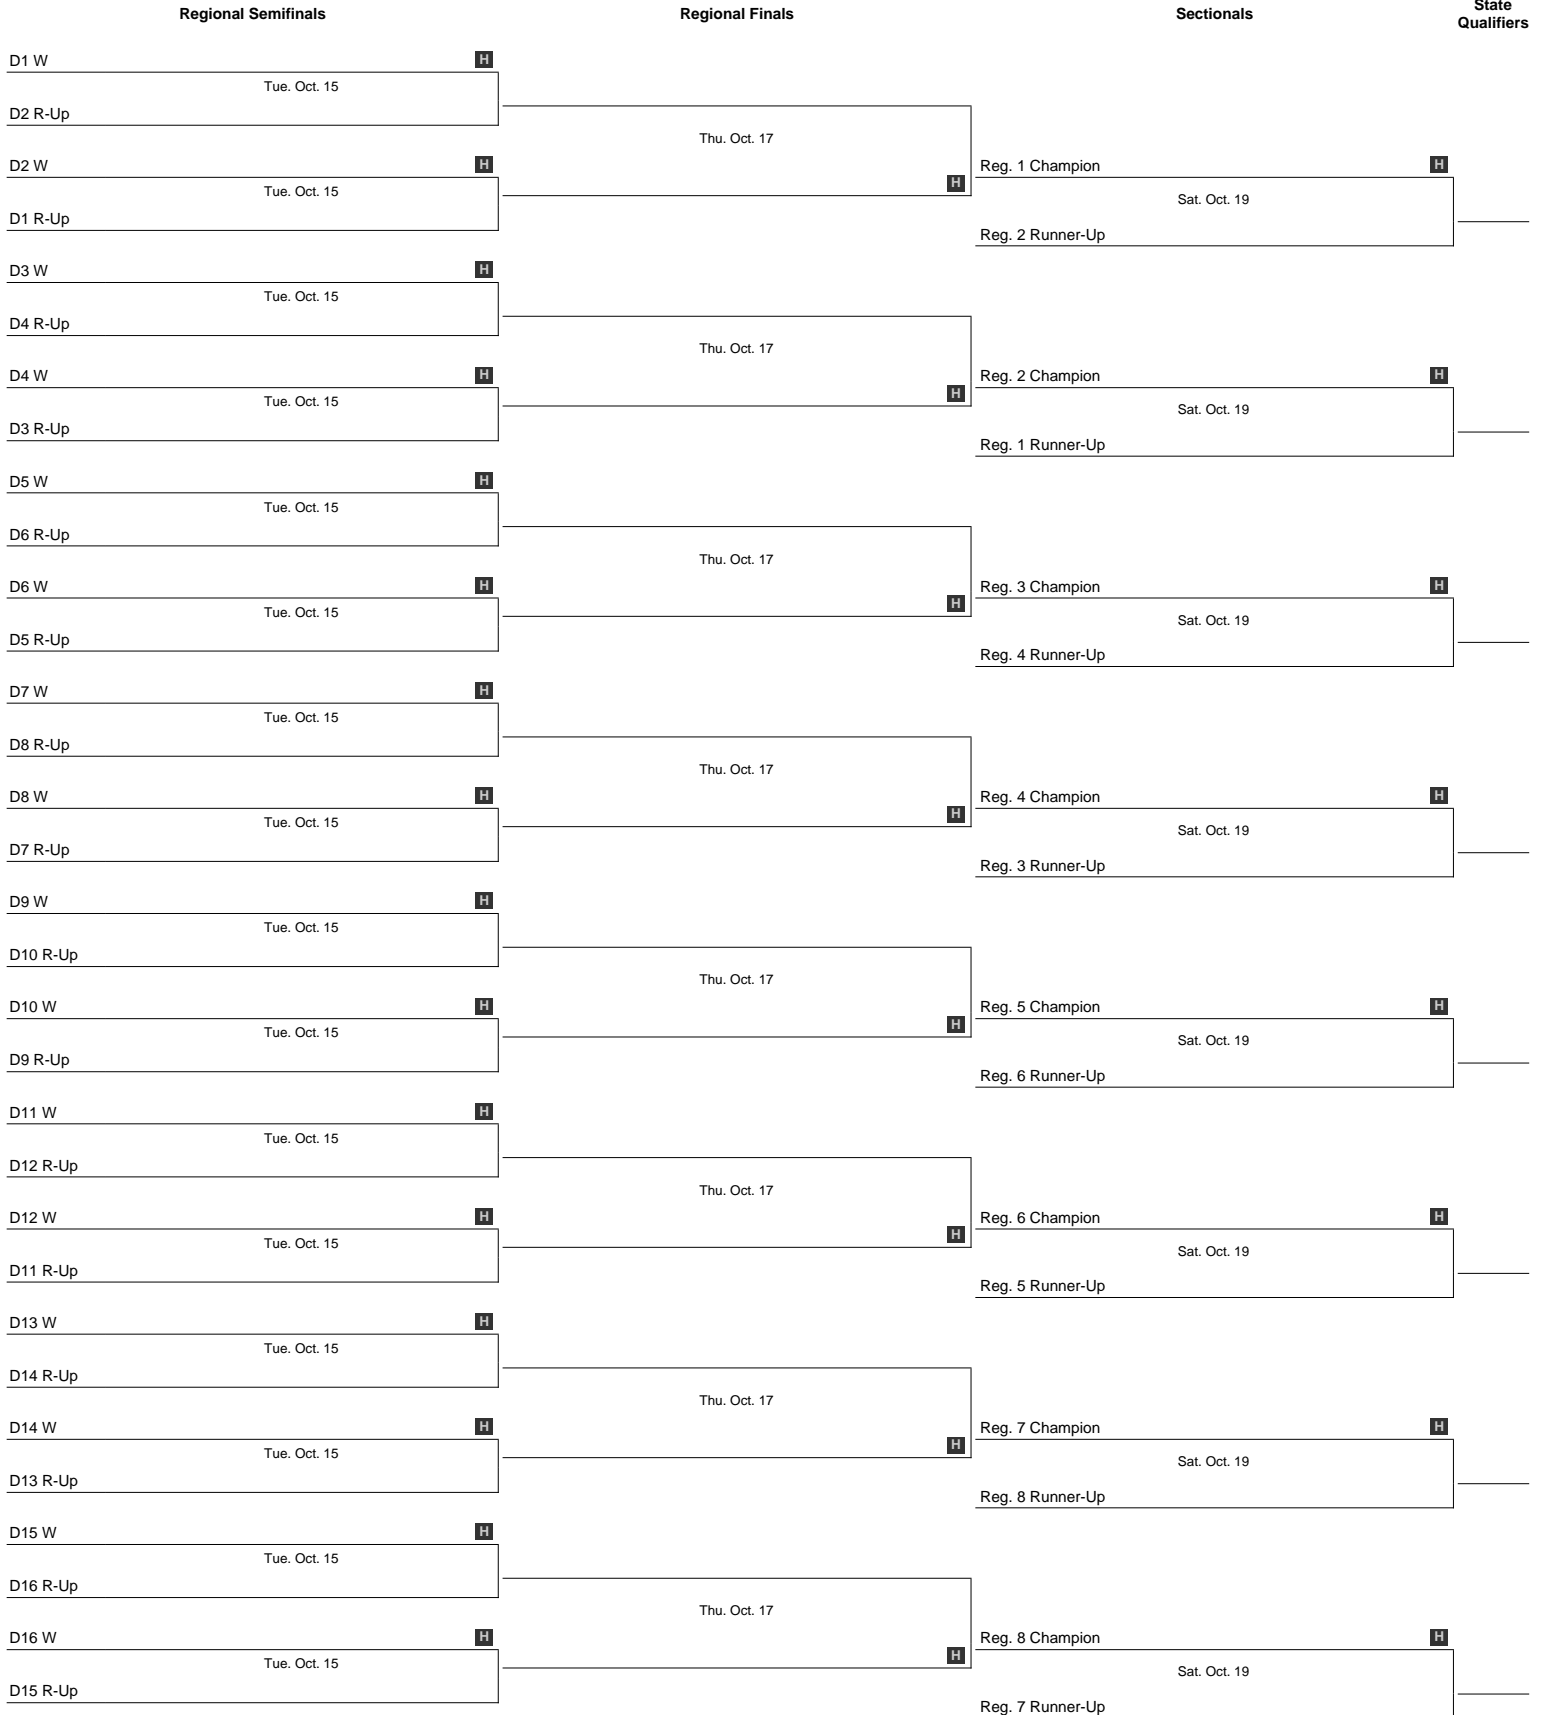 Regional Semifinals
Regional Finals
Sectionals
State
Qualifiers
D1 W H
Tue. Oct. 15
D2 R-Up
Thu. Oct. 17
D2 W H
Reg. 1 Champion H
Tue. Oct. 15
H
Sat. Oct. 19
D1 R-Up
Reg. 2 Runner-Up
D3 W H
Tue. Oct. 15
D4 R-Up
Thu. Oct. 17
D4 W H
Reg. 2 Champion H
Tue. Oct. 15
H
Sat. Oct. 19
D3 R-Up
Reg. 1 Runner-Up
D5 W H
Tue. Oct. 15
D6 R-Up
Thu. Oct. 17
D6 W H
Reg. 3 Champion H
Tue. Oct. 15
H
Sat. Oct. 19
D5 R-Up
Reg. 4 Runner-Up
D7 W H
Tue. Oct. 15
D8 R-Up
Thu. Oct. 17
D8 W H
Reg. 4 Champion H
Tue. Oct. 15
H
Sat. Oct. 19
D7 R-Up
Reg. 3 Runner-Up
D9 W H
Tue. Oct. 15
D10 R-Up
Thu. Oct. 17
D10 W H
Reg. 5 Champion H
Tue. Oct. 15
H
Sat. Oct. 19
D9 R-Up
Reg. 6 Runner-Up
D11 W H
Tue. Oct. 15
D12 R-Up
Thu. Oct. 17
D12 W H
Reg. 6 Champion H
Tue. Oct. 15
H
Sat. Oct. 19
D11 R-Up
Reg. 5 Runner-Up
D13 W H
Tue. Oct. 15
D14 R-Up
Thu. Oct. 17
D14 W H
Reg. 7 Champion H
Tue. Oct. 15
H
Sat. Oct. 19
D13 R-Up
Reg. 8 Runner-Up
D15 W H
Tue. Oct. 15
D16 R-Up
Thu. Oct. 17
D16 W H
Reg. 8 Champion H
Tue. Oct. 15
H
Sat. Oct. 19
D15 R-Up
Reg. 7 Runner-Up